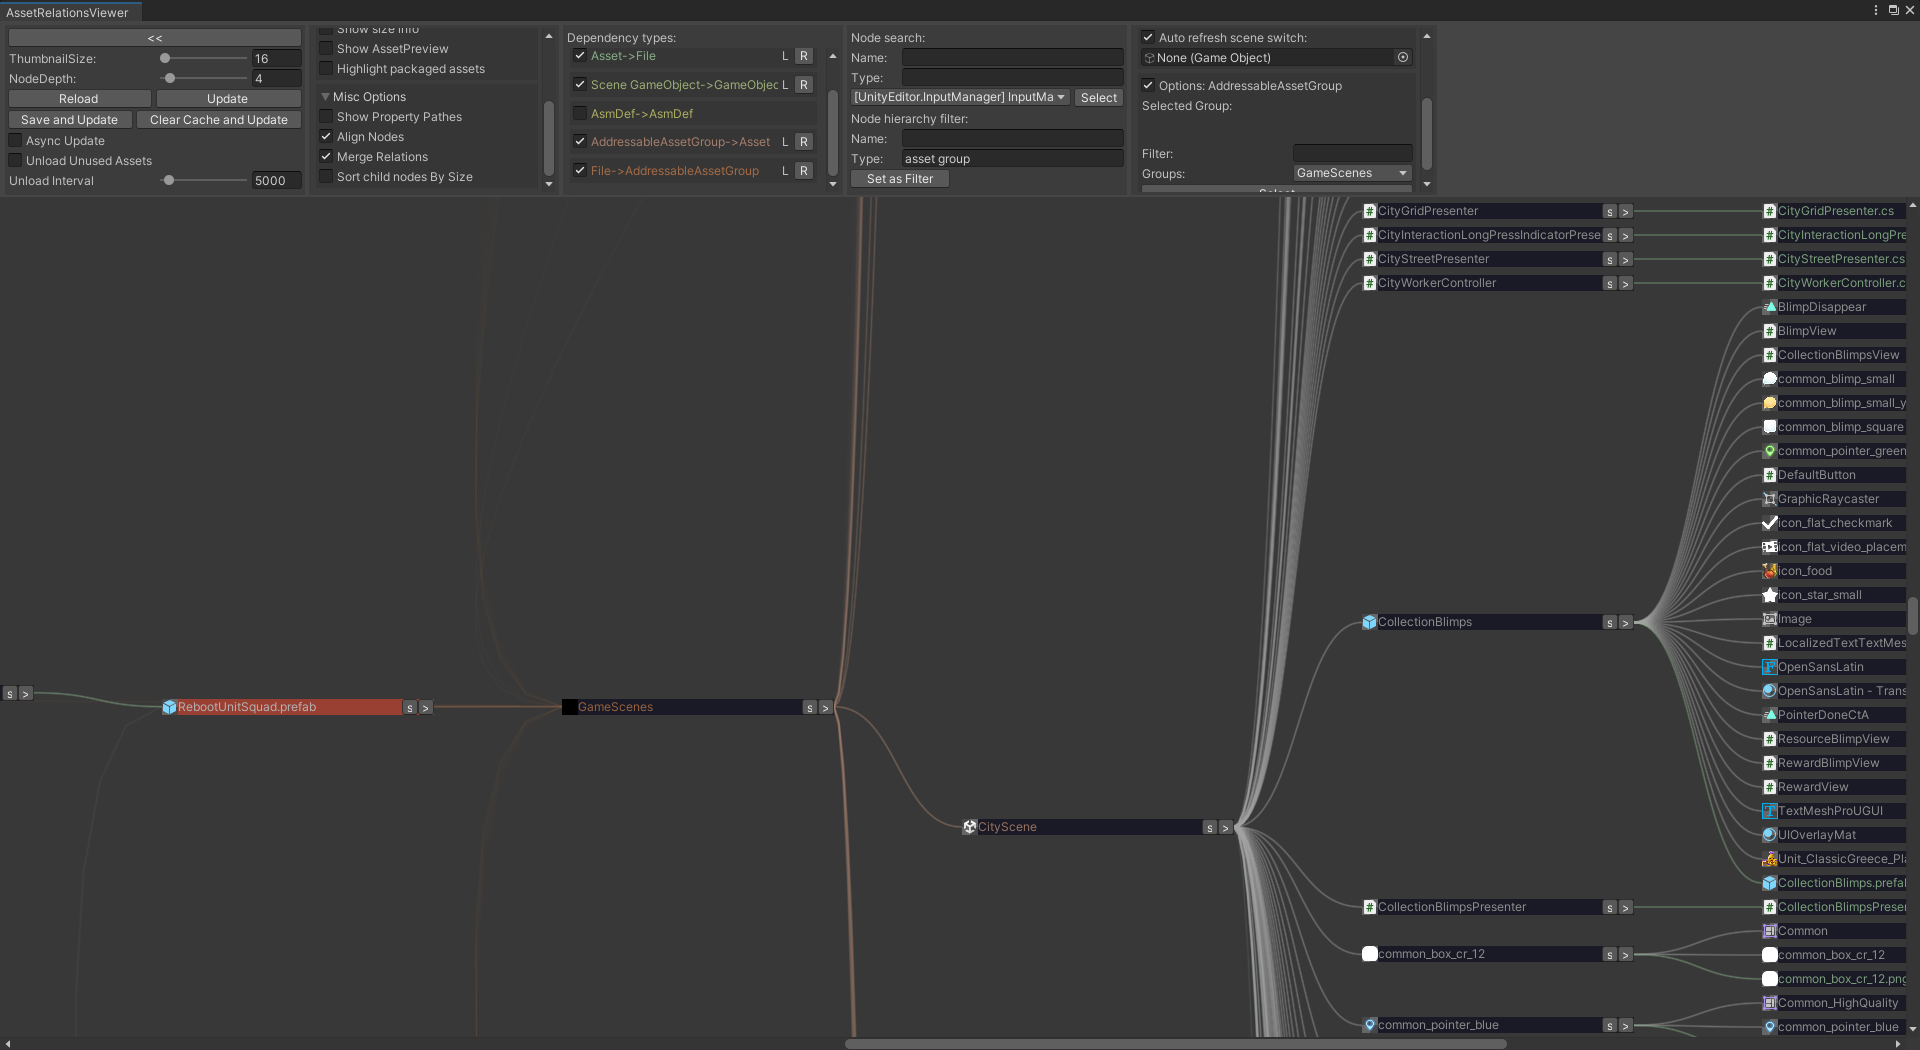 AssetRelationsViewer
<<
ThumbnailSize: 16
NodeDepth: 4
Reload Update
Save and Update Clear Cache and Update
Async Update
Unload Unused Assets
Unload Interval 5000
Show size info
Show AssetPreview
Highlight packaged assets
Misc Options
Show Property Pathes
Align Nodes
Merge Relations
Sort child nodes By Size
Dependency types:
Asset->File L R
Scene GameObject->GameObjec L R
AsmDef->AsmDef
AddressableAssetGroup->Asset L R
File->AddressableAssetGroup L R
Node search:
Name:
Type:
[UnityEditor.InputManager] InputMa Select
Node hierarchy filter:
Name:
Type: asset group
Set as Filter
Auto refresh scene switch:
None (Game Object)
Options: AddressableAssetGroup
Selected Group:
Filter:
Groups: GameScenes
Select
s >
RebootUnitSquad.prefab s >
GameScenes s >
CityScene s >
CityGridPresenter s >
CityInteractionLongPressIndicatorPrese s >
CityStreetPresenter s >
CityWorkerController s >
CollectionBlimps s >
CollectionBlimpsPresenter s >
common_box_cr_12 s >
common_pointer_blue s >
CityGridPresenter.cs
CityInteractionLongPre
CityStreetPresenter.cs
CityWorkerController.c
BlimpDisappear
BlimpView
CollectionBlimpsView
common_blimp_small
common_blimp_small_y
common_blimp_square
common_pointer_green
DefaultButton
GraphicRaycaster
icon_flat_checkmark
icon_flat_video_placem
icon_food
icon_star_small
Image
LocalizedTextTextMes
OpenSansLatin
OpenSansLatin - Trans
PointerDoneCtA
ResourceBlimpView
RewardBlimpView
RewardView
TextMeshProUGUI
UIOverlayMat
Unit_ClassicGreece_Pla
CollectionBlimps.prefal
CollectionBlimpsPreser
Common
common_box_cr_12
common_box_cr_12.png
Common_HighQuality
common_pointer_blue